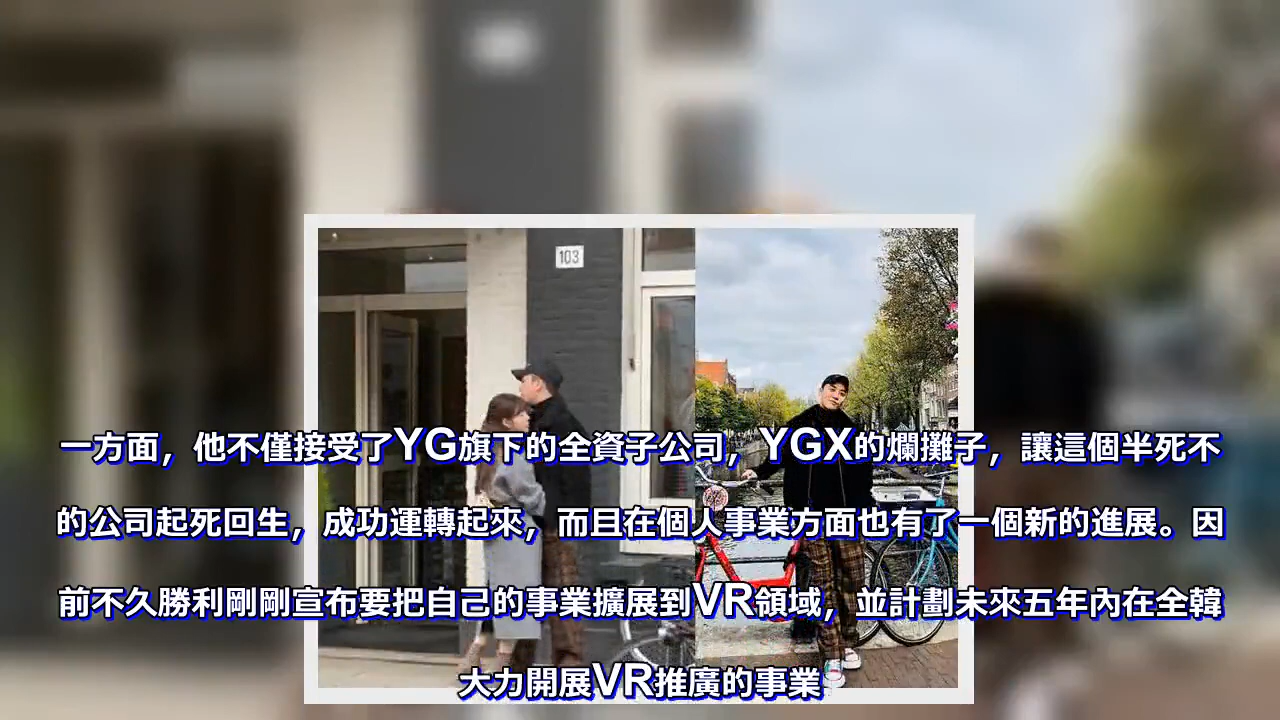 103
一方面，他不僅接受了YG旗下的全資子公司，YGX的爛攤子，讓這個半死不
的公司起死回生，成功運轉起來，而且在個人事業方面也有了一個新的進展。因
前不久勝利剛剛宣布要把自己的事業擴展到VR領域，並計劃未來五年內在全韓
大力開展VR推廣的事業